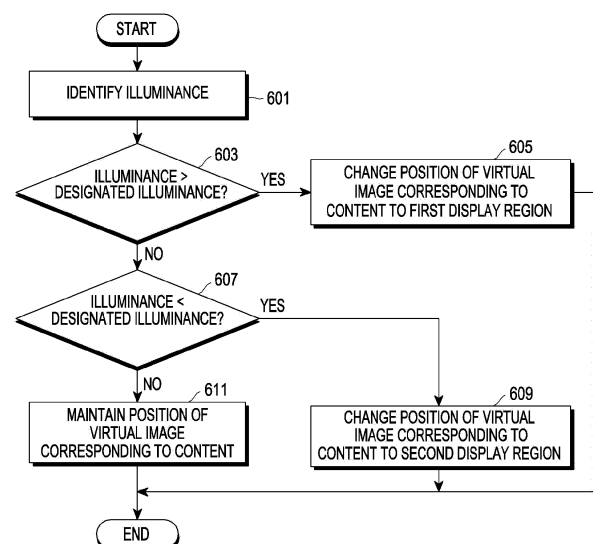 START
IDENTIFY ILLUMINANCE
601
603
ILLUMINANCE >
DESIGNATED ILLUMINANCE?
YES
605
CHANGE POSITION OF VIRTUAL
IMAGE CORRESPONDING TO
CONTENT TO FIRST DISPLAY REGION
NO
607
ILLUMINANCE <
DESIGNATED ILLUMINANCE?
YES
NO
611
MAINTAIN POSITION OF
VIRTUAL IMAGE
CORRESPONDING TO CONTENT
609
CHANGE POSITION OF VIRTUAL
IMAGE CORRESPONDING TO
CONTENT TO SECOND DISPLAY REGION
END